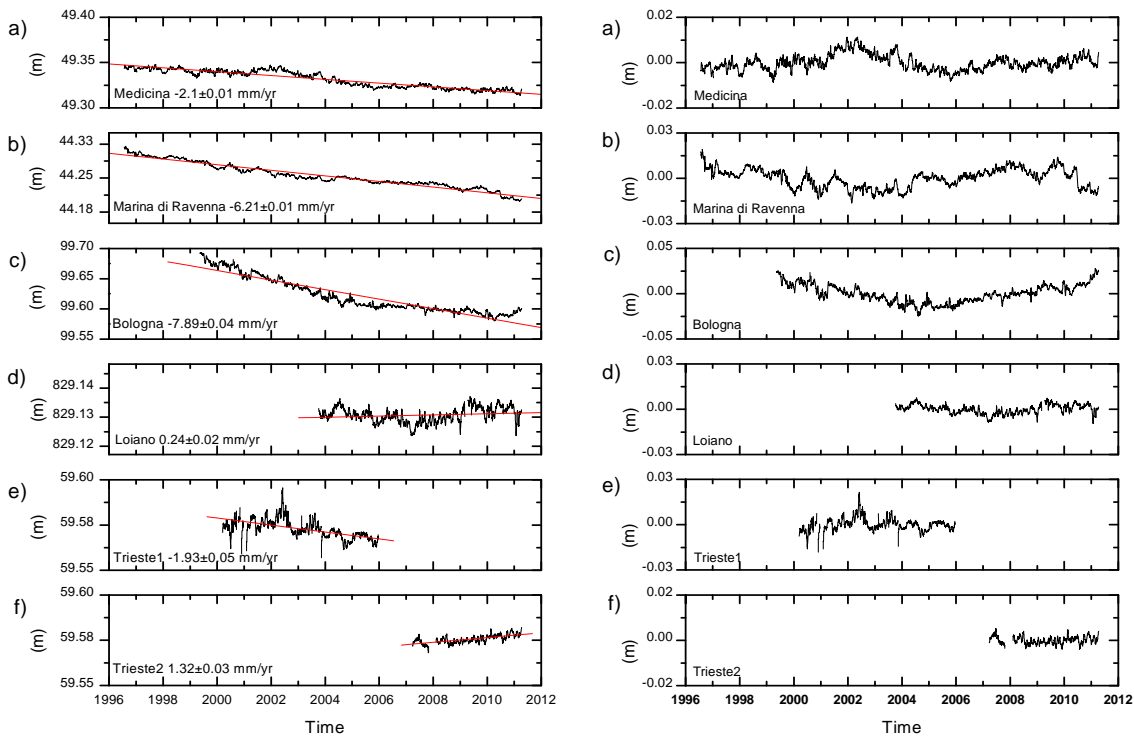 a)
49.40
49.35
49.30
(m)
Medicina -2.1±0.01 mm/yr
b)
44.33
44.25
44.18
(m)
Marina di Ravenna -6.21±0.01 mm/yr
c)
99.70
99.65
99.60
99.55
(m)
Bologna -7.89±0.04 mm/yr
d)
829.14
829.13
829.12
(m)
Loiano 0.24±0.02 mm/yr
e)
59.60
59.58
59.55
(m)
Trieste1 -1.93±0.05 mm/yr
f)
59.60
59.58
59.55
(m)
Trieste2 1.32±0.03 mm/yr
1996 1998 2000 2002 2004 2006 2008 2010 2012
Time
a)
0.02
0.00
-0.02
(m)
Medicina
b)
0.03
0.00
-0.03
(m)
Marina di Ravenna
c)
0.05
0.00
-0.05
(m)
Bologna
d)
0.03
0.00
-0.03
(m)
Loiano
e)
0.03
0.00
-0.03
(m)
Trieste1
f)
0.02
0.00
-0.02
(m)
Trieste2
1996 1998 2000 2002 2004 2006 2008 2010 2012
Time